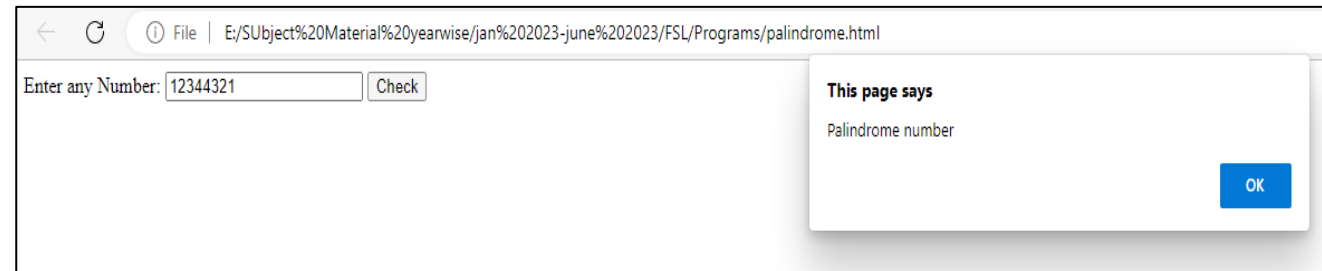 File | E:/SUbject%20Material%20yearwise/jan%202023-june%202023/FSL/Programs/palindrome.html
Enter any Number: 12344321 Check
This page says
Palindrome number
OK